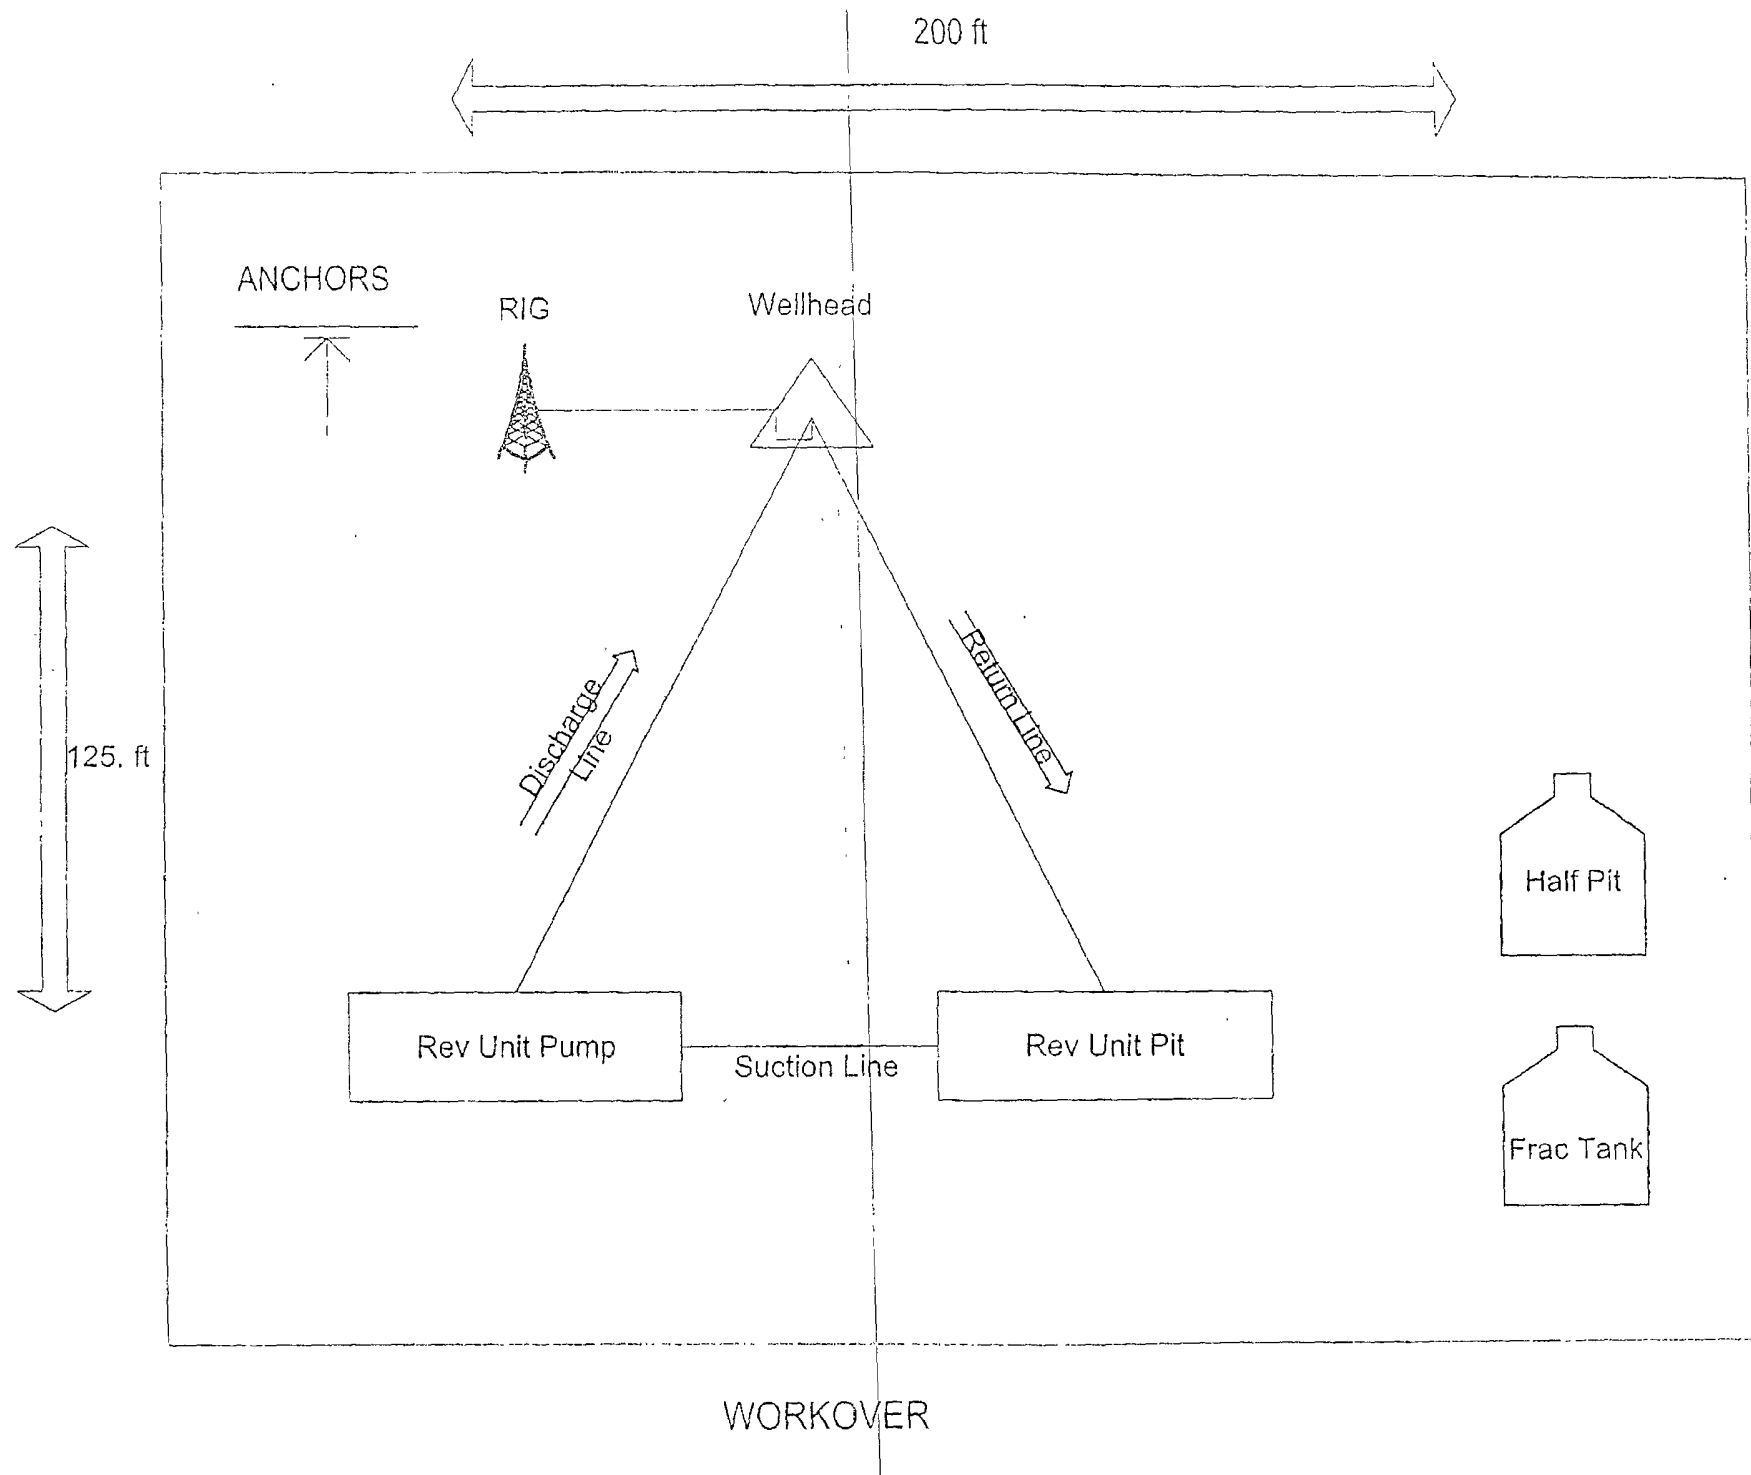 200 ft
ANCHORS
RIG
Wellhead
125. ft
Discharge
Line
Return Line
Half Pit
Rev Unit Pump
Suction Line
Rev Unit Pit
Frac Tank
WORKOVER